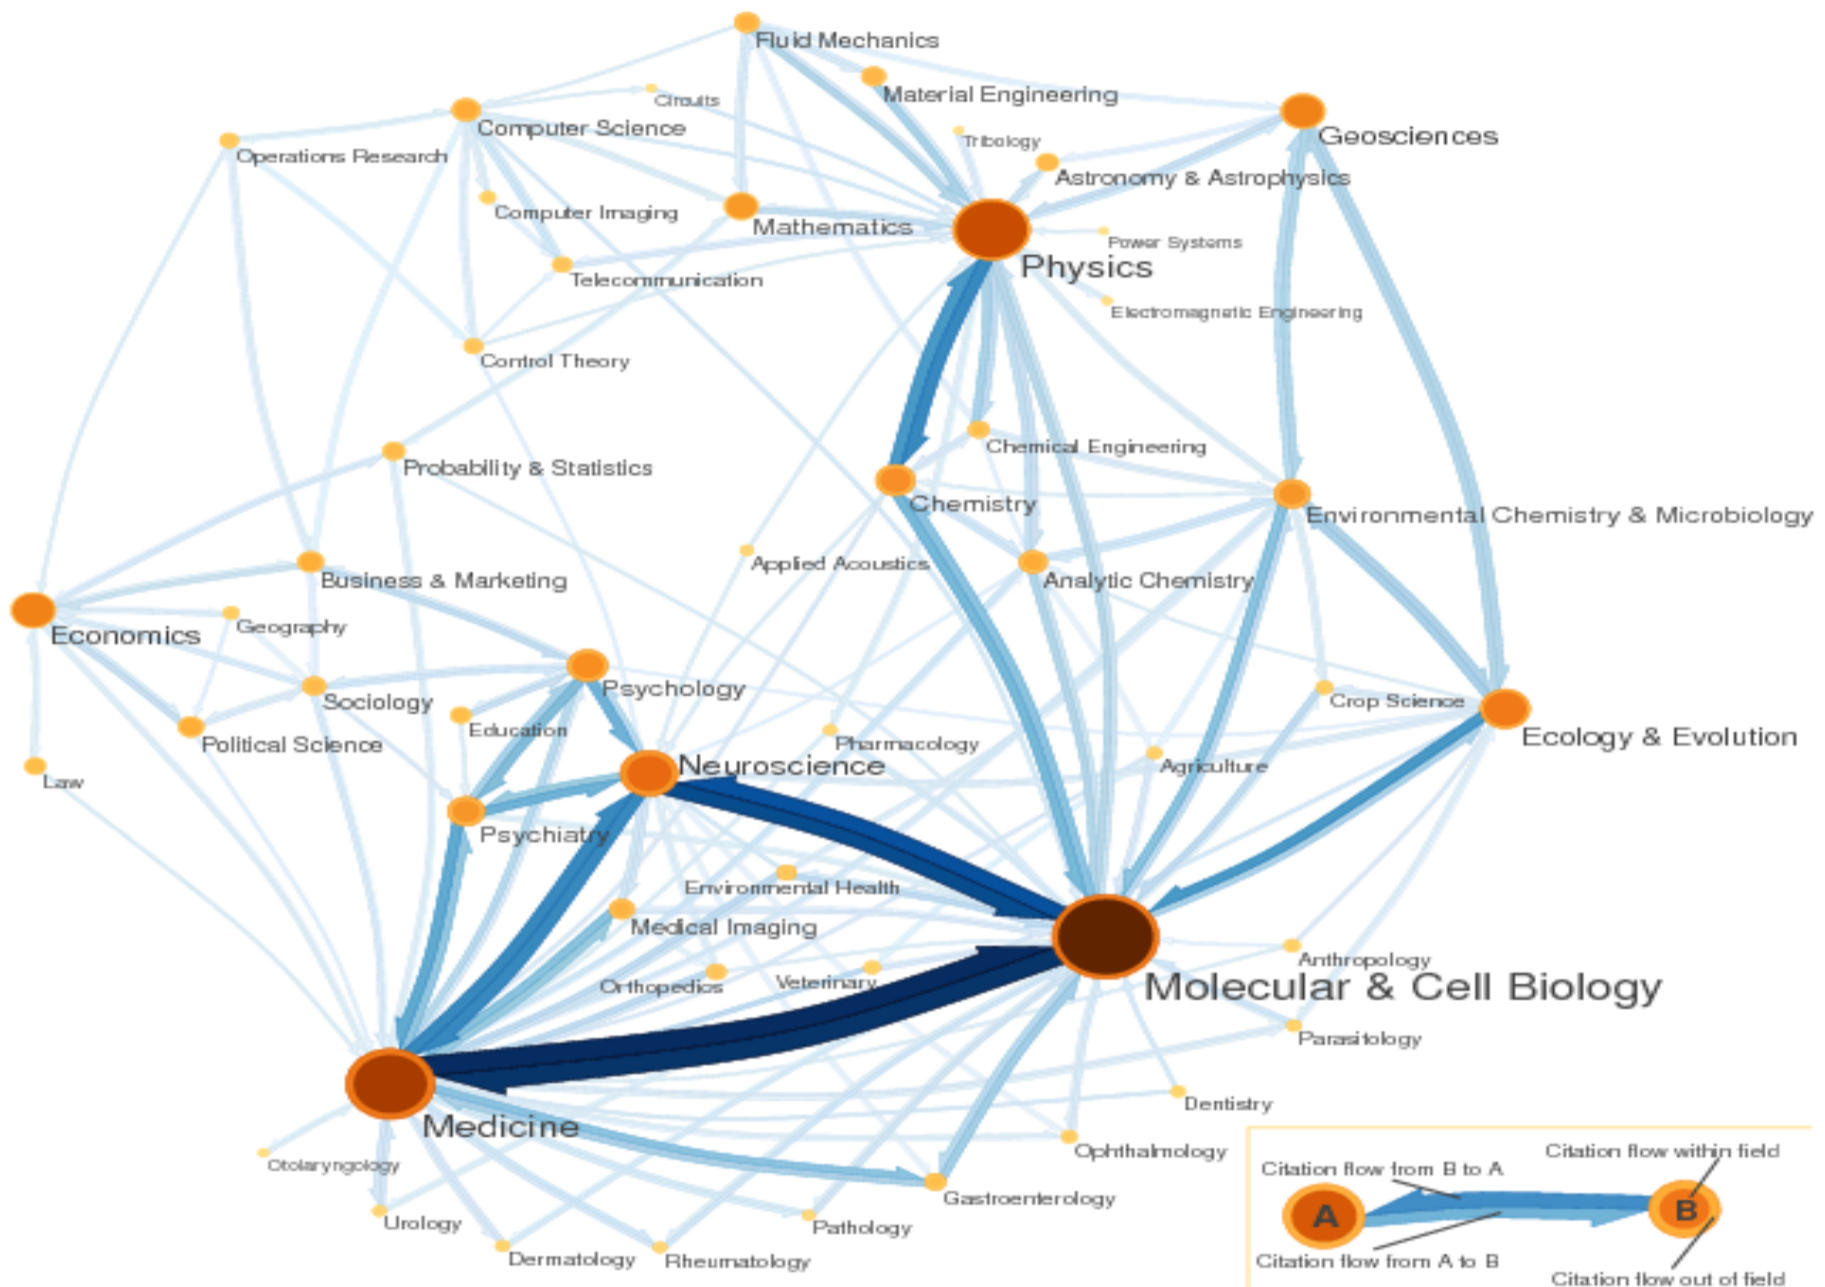 Fluid Mechanics
Circuits
Material Engineering
Computer Science
Geosciences
Operations Research
Tribology
Astronomy & Astrophysics
Computer Imaging
Mathematics
Power Systems
Physics
Telecommunication
Electromagnetic Engineering
Control Theory
Chemical Engineering
Probability & Statistics
Chemistry
Environmental Chemistry & Microbiology
Applied Acoustics
Business & Marketing
Analytic Chemistry
Economics
Geography
Psychology
Sociology
Crop Science
Education
Political Science
Pharmacology
Ecology & Evolution
Neuroscience
Agriculture
Law
Psychiatry
Environmental Health
Medical Imaging
Anthropology
Orthopedics
Veterinary
Molecular & Cell Biology
Parasitology
Dentistry
Medicine
Ophthalmology
Otolaryngology
Gastroenterology
Urology
Pathology
Dermatology
Rheumatology
Citation flow within field
Citation flow from B to A
A
B
Citation flow from A to B
Citation flow out of field